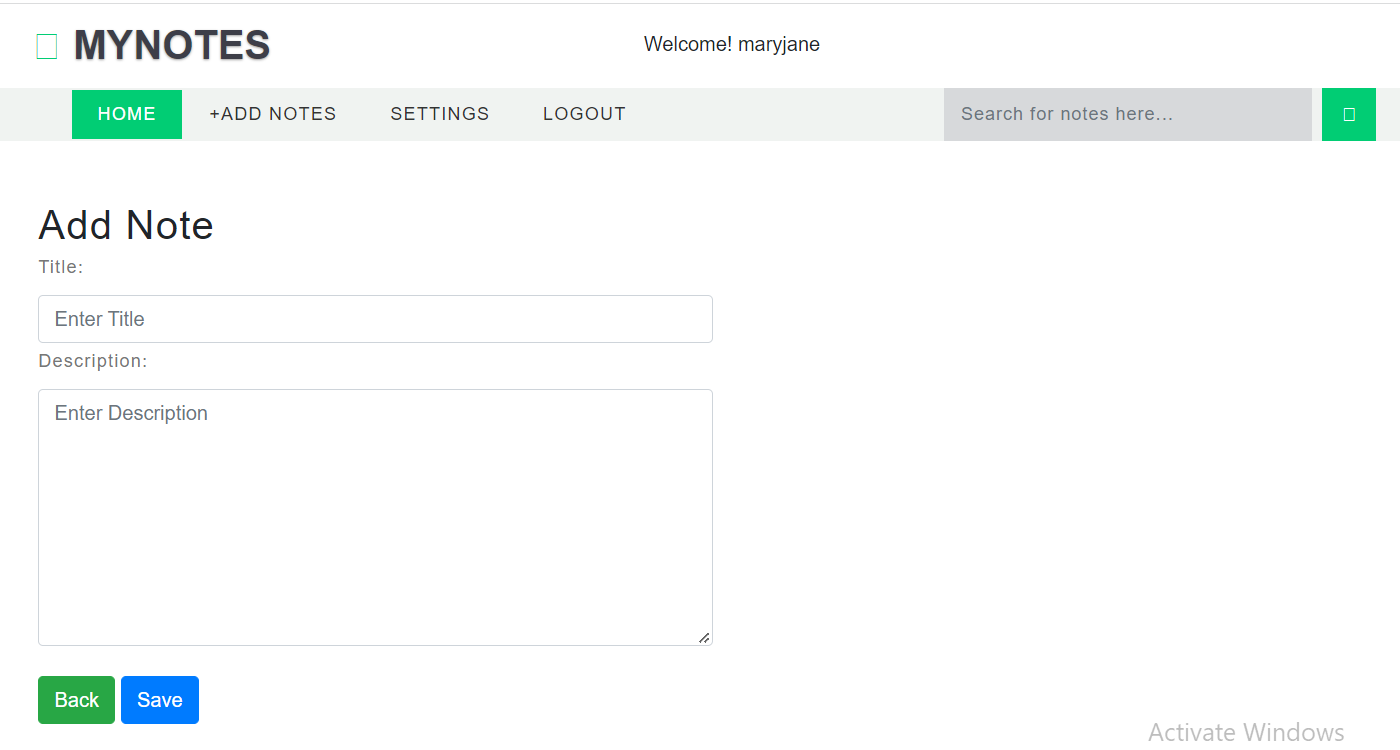 MYNOTES
Welcome! maryjane
HOME +ADD NOTES SETTINGS LOGOUT Search for notes here...
Add Note
Title:
Enter Title
Description:
Enter Description
Back Save
Activate Windows